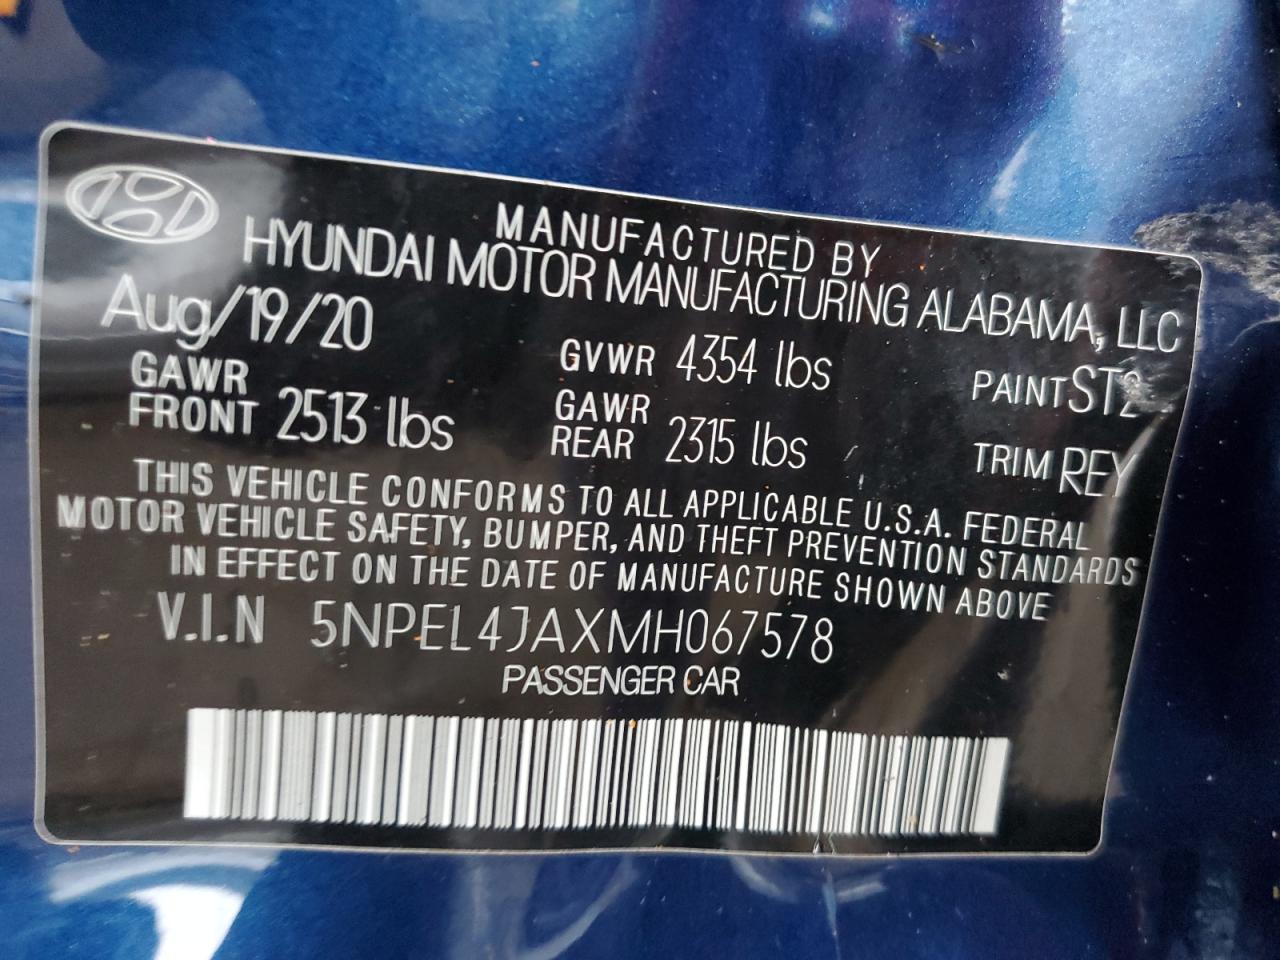 MANUFACTURED BY
HYUNDAI MOTOR MANUFACTURING ALABAMA, LLC
Aug/19/20
GVWR 4354 lbs
PAINT ST2
GAWR
FRONT 2513 lbs
GAWR
REAR 2315 lbs
TRIM REY
THIS VEHICLE CONFORMS TO ALL APPLICABLE U.S.A. FEDERAL
MOTOR VEHICLE SAFETY, BUMPER, AND THEFT PREVENTION STANDARDS
IN EFFECT ON THE DATE OF MANUFACTURE SHOWN ABOVE
V.I.N 5NPEL4JAXMH067578
PASSENGER CAR